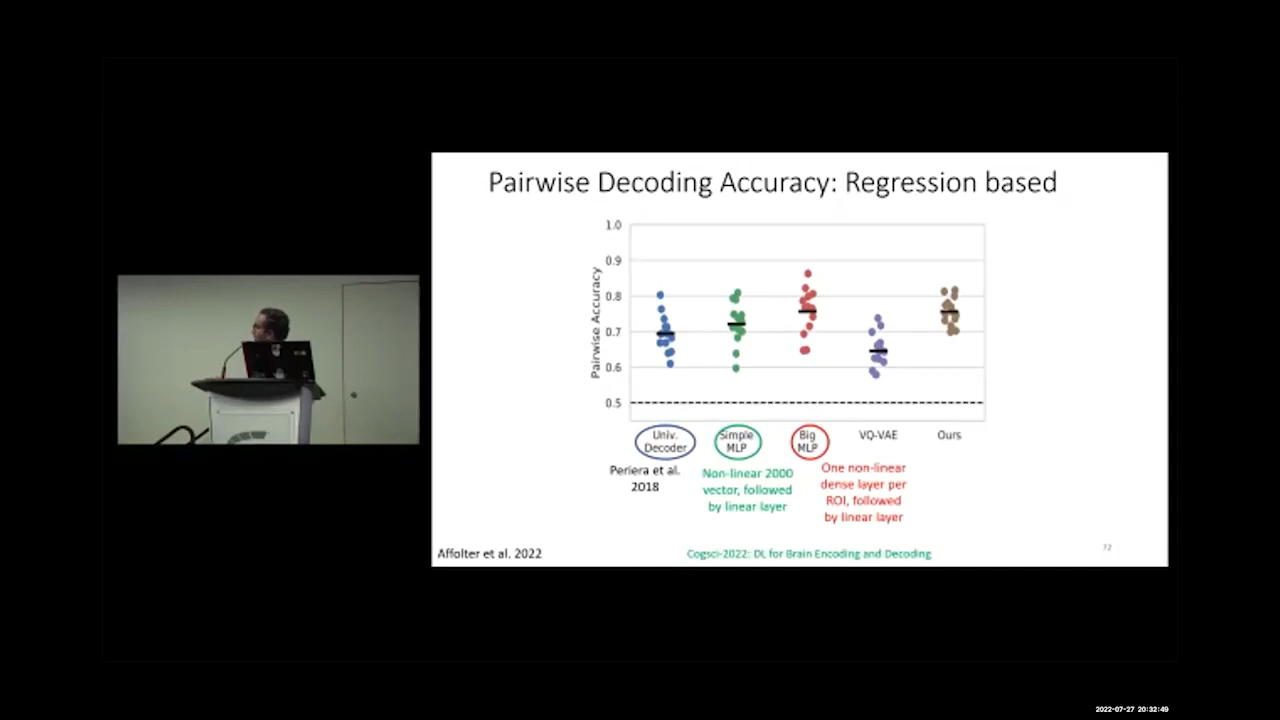 Pairwise Decoding Accuracy: Regression based
1.0
0.9
0.8
0.7
0.6
0.5
Pairwise Accuracy
Univ.
Decoder
Simple
MLP
Big
MLP
VQ-VAE
Ours
Periera et al.
2018
Non-linear 2000
vector, followed
by linear layer
One non-linear
dense layer per
ROI, followed
by linear layer
Affolter et al. 2022
Cogsci-2022: DL for Brain Encoding and Decoding
72
2022-07-27 20:32:49